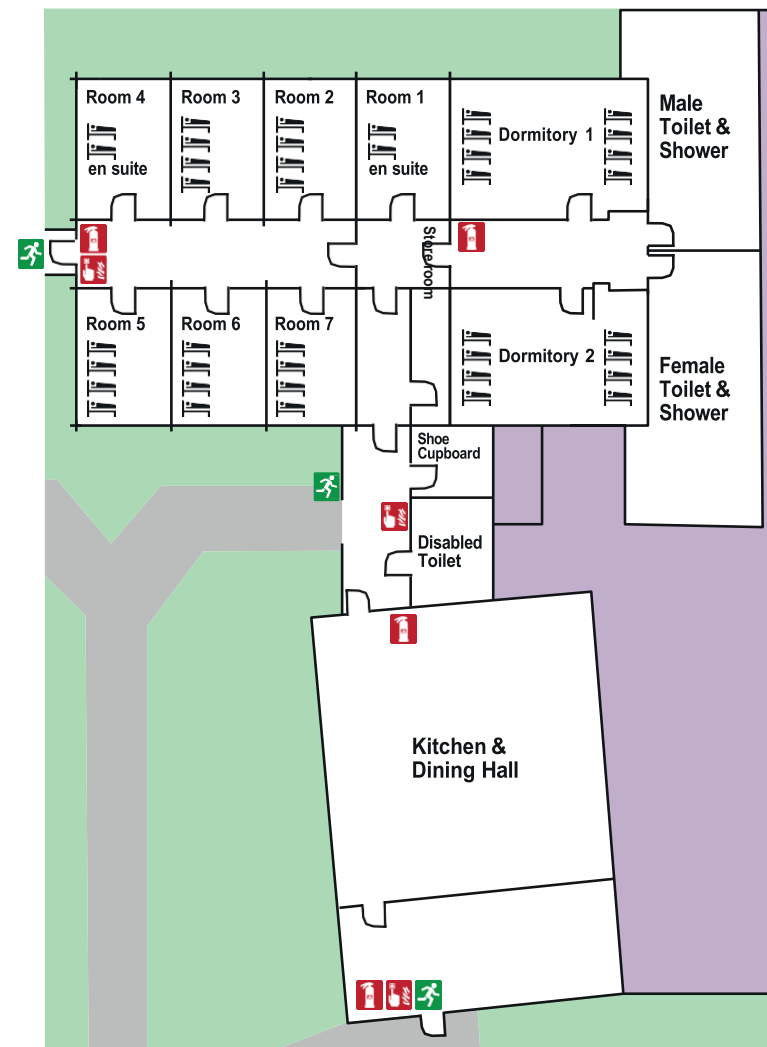 Room 4
Room 3
Room 2
Room 1
Male
Toilet &
Shower
Dormitory 1
en suite
en suite
Storeroom
Room 5
Room 6
Room 7
Dormitory 2
Female
Toilet &
Shower
Shoe
Cupboard
Disabled
Toilet
Kitchen &
Dining Hall